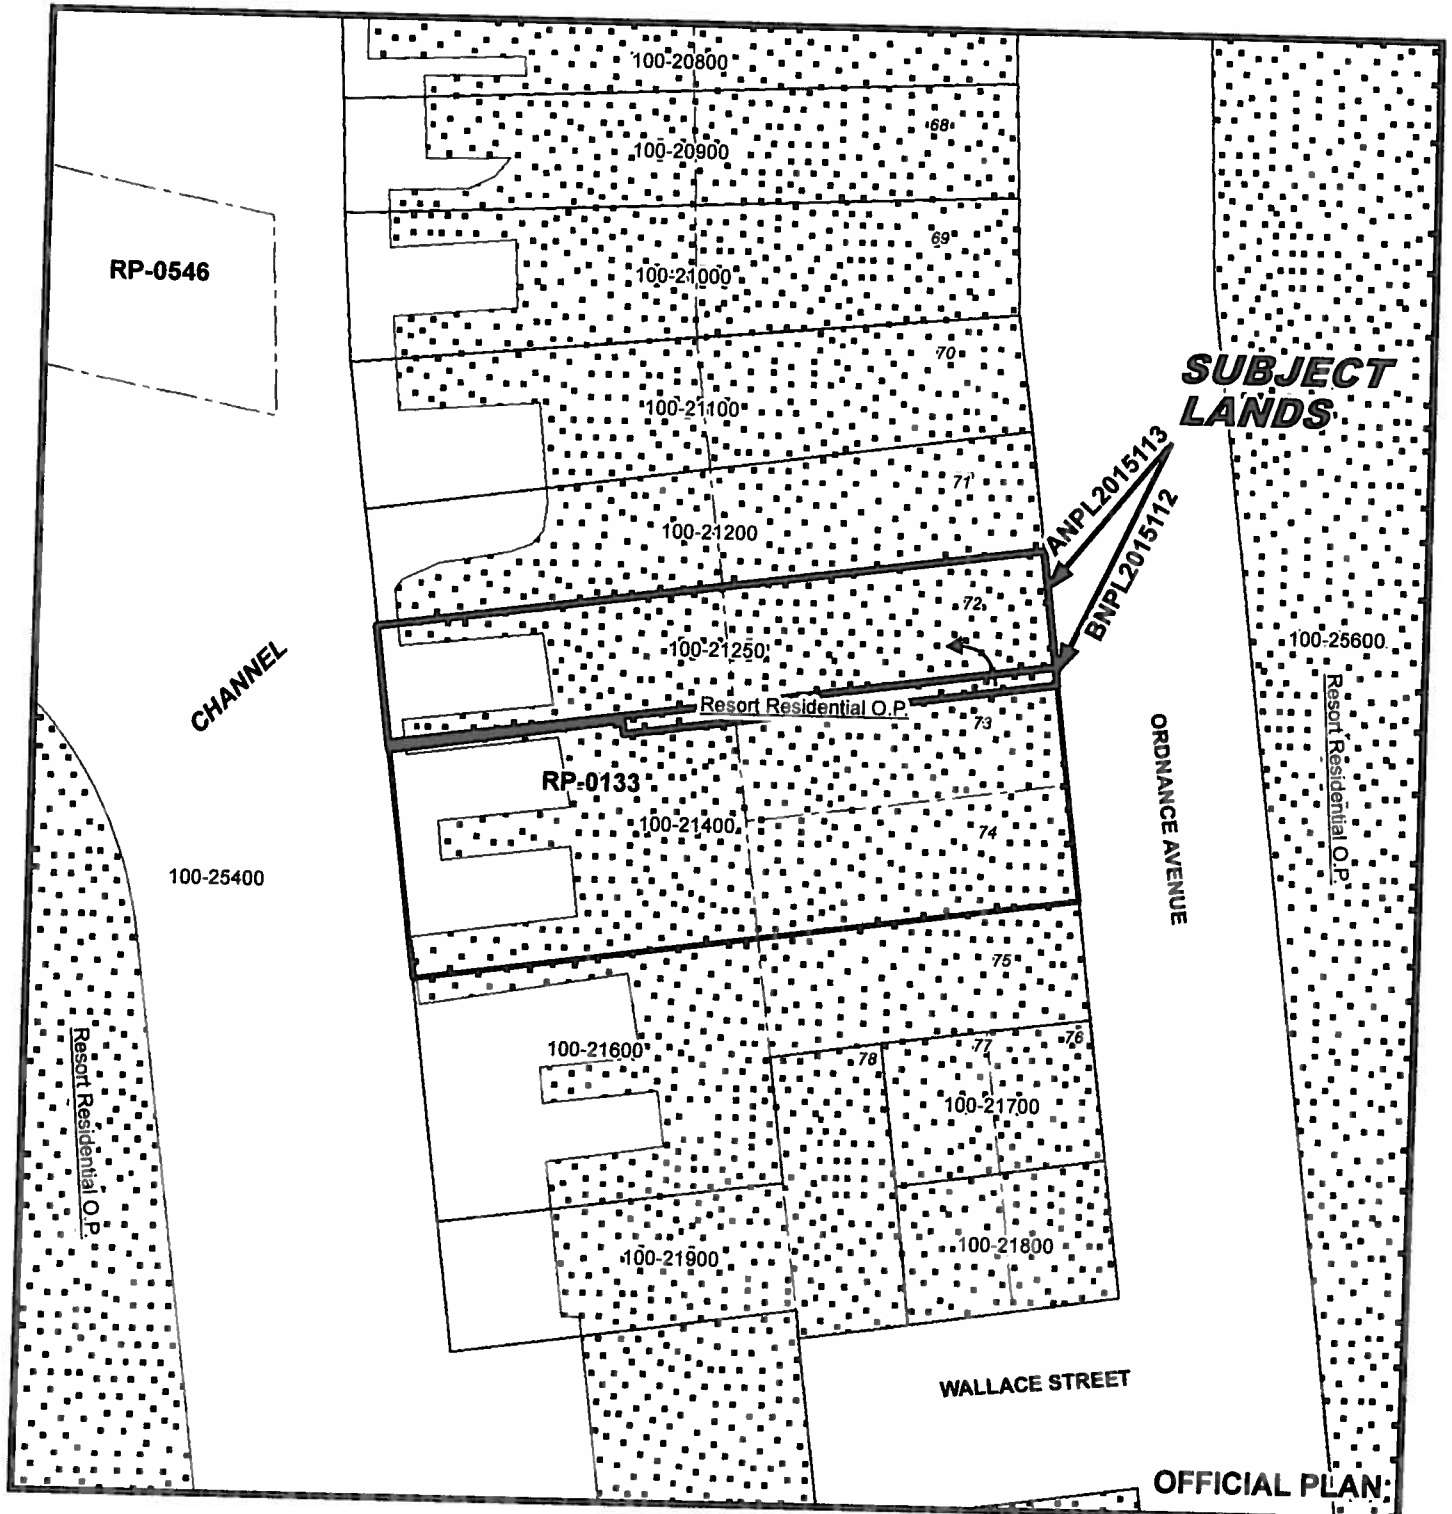 100-20800
68
100-20900
69
RP-0546
100-21000
70
SUBJECT
LANDS
100-21100
ANPL2015113
71
BNPL2015112
100-21200
72
100-25600
100-21250
CHANNEL
Resort Residential O.P.
Resort Residential O.P.
73
ORDNANCE AVENUE
RP-0133
100-21400
74
100-25400
75
Resort Residential O.P.
100-21600
78
77
76
100-21700
100-21800
100-21900
WALLACE STREET
OFFICIAL PLAN